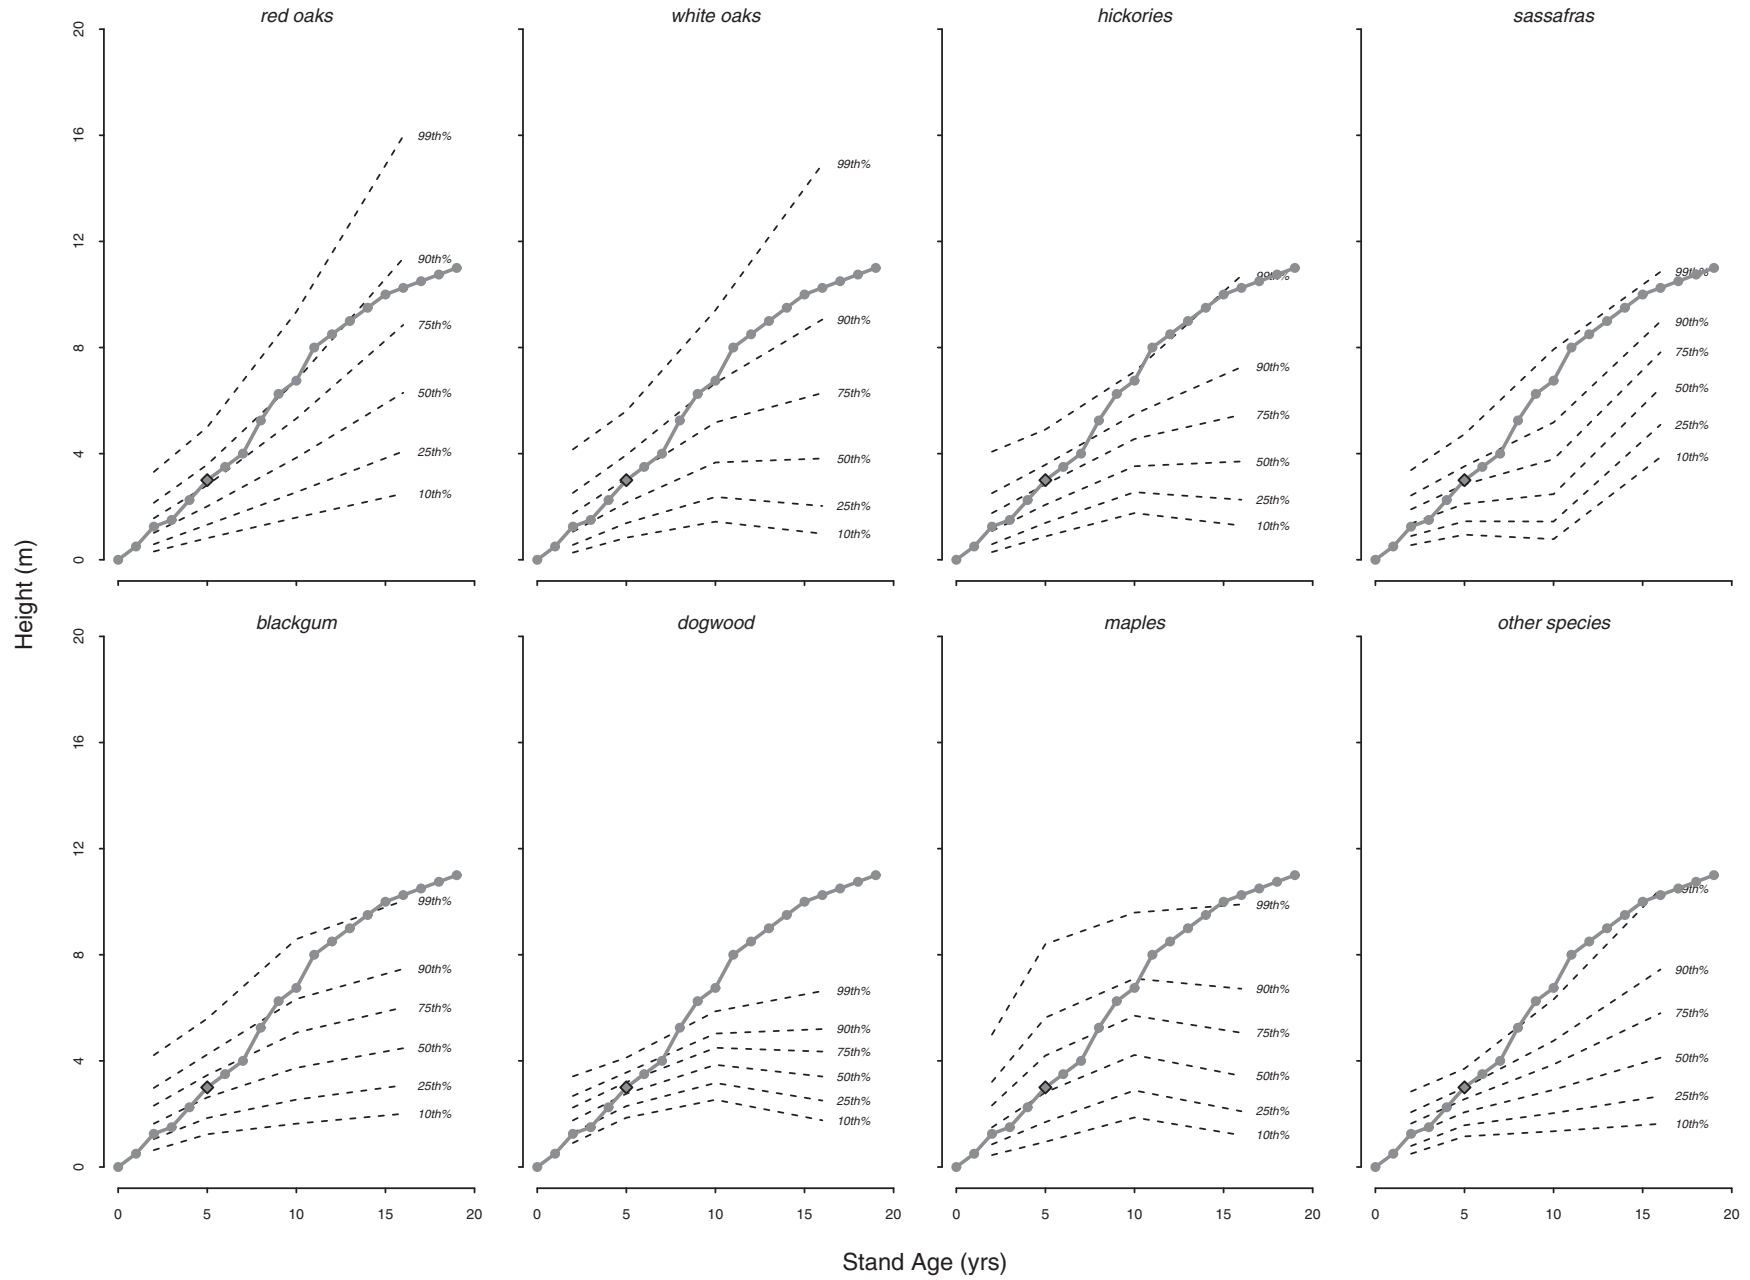 red oaks
white oaks
hickories
sassafras
20
16
12
8
4
0
99th%
90th%
75th%
50th%
25th%
10th%
99th%
90th%
75th%
50th%
25th%
10th%
99th%
90th%
75th%
50th%
25th%
10th%
99th%
90th%
75th%
50th%
25th%
10th%
Height (m)
blackgum
dogwood
maples
other species
20
16
12
8
4
0
99th%
90th%
75th%
50th%
25th%
10th%
99th%
90th%
75th%
50th%
25th%
10th%
99th%
90th%
75th%
50th%
25th%
10th%
99th%
90th%
75th%
50th%
25th%
10th%
0 5 10 15 20
0 5 10 15 20
0 5 10 15 20
0 5 10 15 20
Stand Age (yrs)